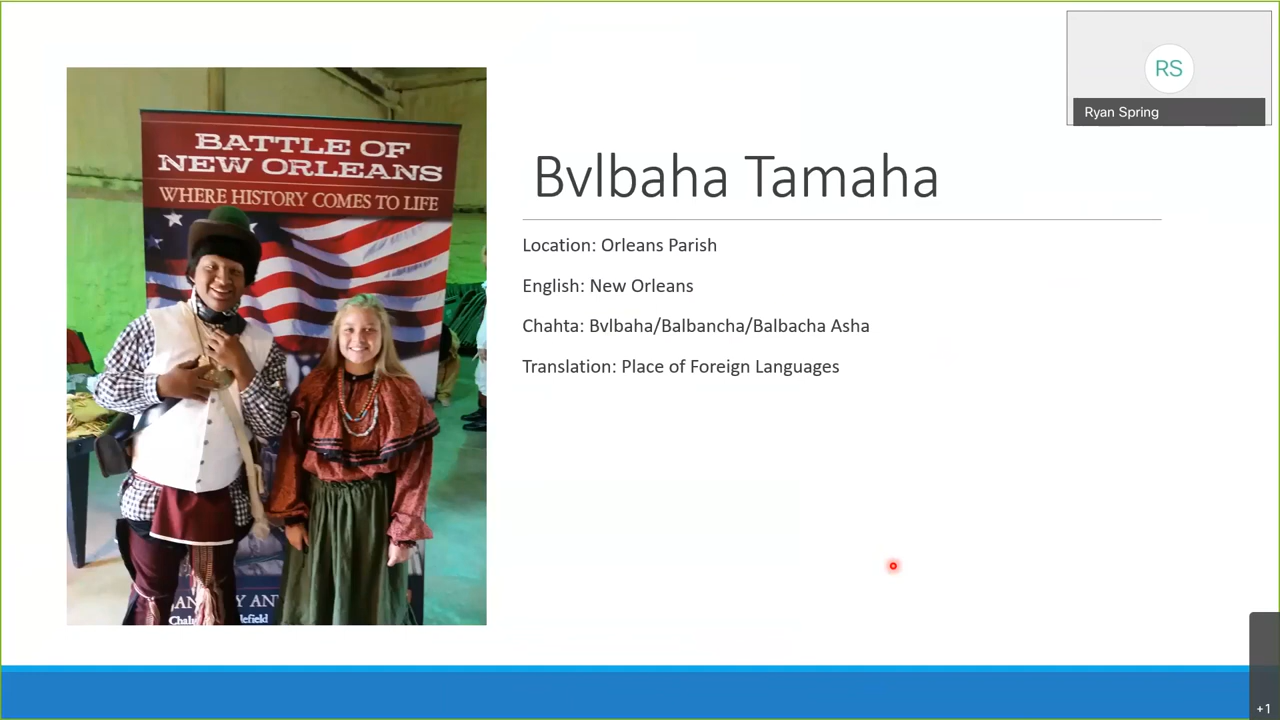 RS
Ryan Spring
BATTLE OF
NEW ORLEANS
WHERE HISTORY COMES TO LIFE
Bvlbaha Tamaha
Location: Orleans Parish
English: New Orleans
Chahta: Bvlbaha/Balbancha/Balbacha Asha
Translation: Place of Foreign Languages
+1